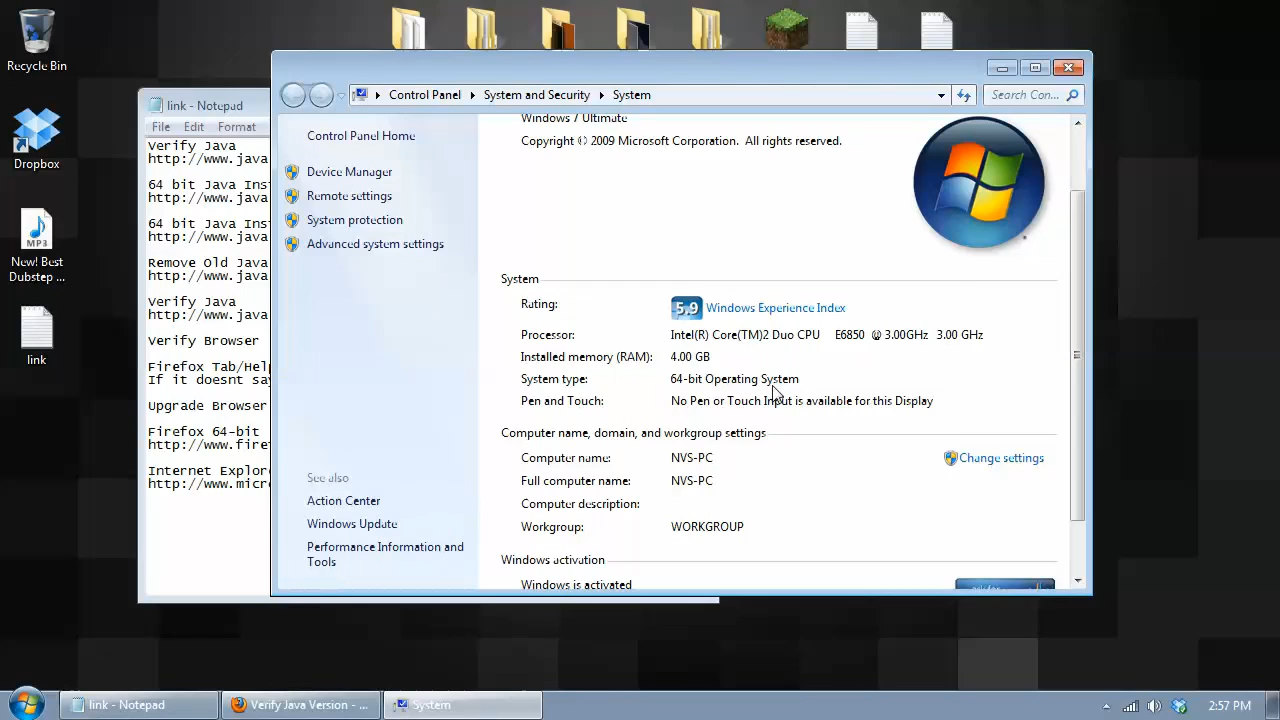 Recycle Bin
Dropbox
New! Best
Dubstep ...
link
link - Notepad
File Edit Format
Verify Java
http://www.java
64 bit Java Inst
http://www.java
64 bit Java Inst
http://www.java
Remove Old Java
http://www.java
Verify Java
http://www.java
Verify Browser
Firefox Tab/Help
If it doesnt say
Upgrade Browser
Firefox 64-bit
http://www.firef
Internet Explore
http://www.micro
Control Panel System and Security System
Search Con...
Control Panel Home
Device Manager
Remote settings
System protection
Advanced system settings
See also
Action Center
Windows Update
Performance Information and
Tools
Windows 7 Ultimate
Copyright © 2009 Microsoft Corporation. All rights reserved.
System
Rating: 5,9 Windows Experience Index
Processor: Intel(R) Core(TM)2 Duo CPU E6850 @ 3.00GHz 3.00 GHz
Installed memory (RAM): 4.00 GB
System type: 64-bit Operating System
Pen and Touch: No Pen or Touch Input is available for this Display
Computer name, domain, and workgroup settings
Computer name: NVS-PC
Change settings
Full computer name: NVS-PC
Computer description:
Workgroup: WORKGROUP
Windows activation
Windows is activated
link - Notepad
Verify Java Version - ...
System
2:57 PM